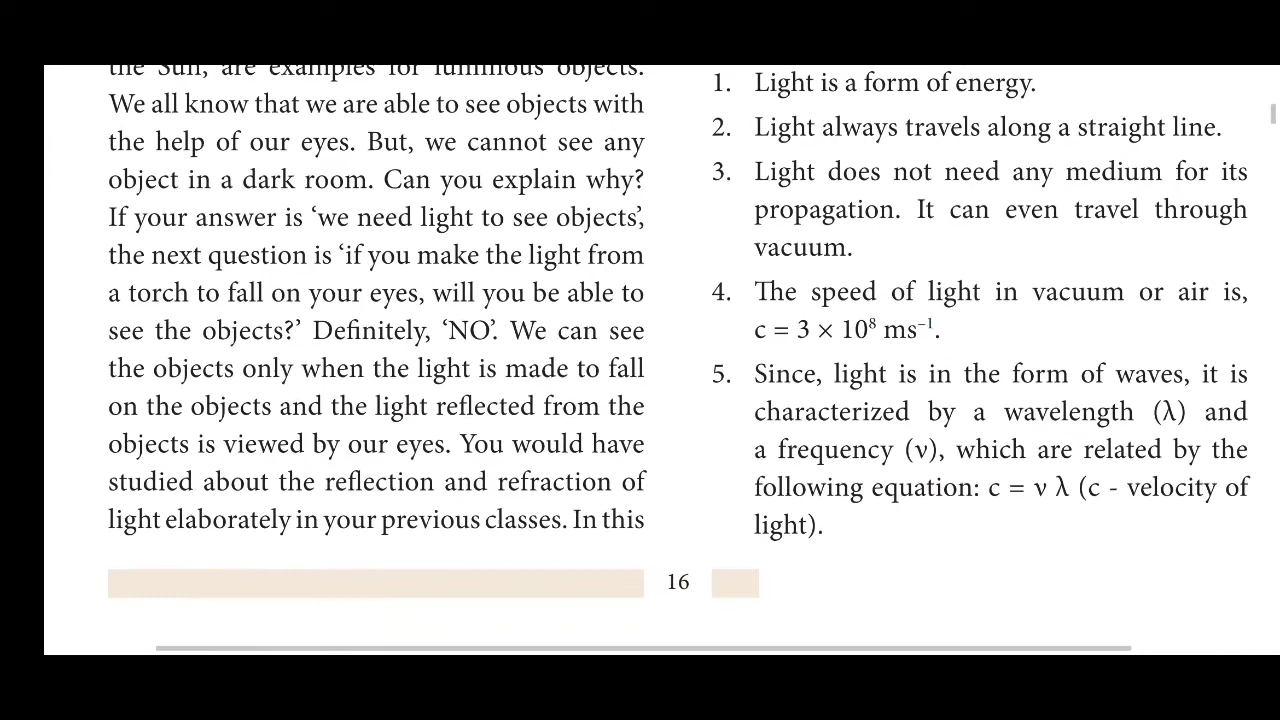 the Sun, are examples for luminous objects.
We all know that we are able to see objects with
the help of our eyes. But, we cannot see any
object in a dark room. Can you explain why?
If your answer is ‘we need light to see objects’,
the next question is ‘if you make the light from
a torch to fall on your eyes, will you be able to
see the objects?’ Definitely, ‘NO’. We can see
the objects only when the light is made to fall
on the objects and the light reflected from the
objects is viewed by our eyes. You would have
studied about the reflection and refraction of
light elaborately in your previous classes. In this
1. Light is a form of energy.
2. Light always travels along a straight line.
3. Light does not need any medium for its
propagation. It can even travel through
vacuum.
4. The speed of light in vacuum or air is,
c = 3 × 10⁸ ms⁻¹.
5. Since, light is in the form of waves, it is
characterized by a wavelength (λ) and
a frequency (ν), which are related by the
following equation: c = ν λ (c - velocity of
light).
16